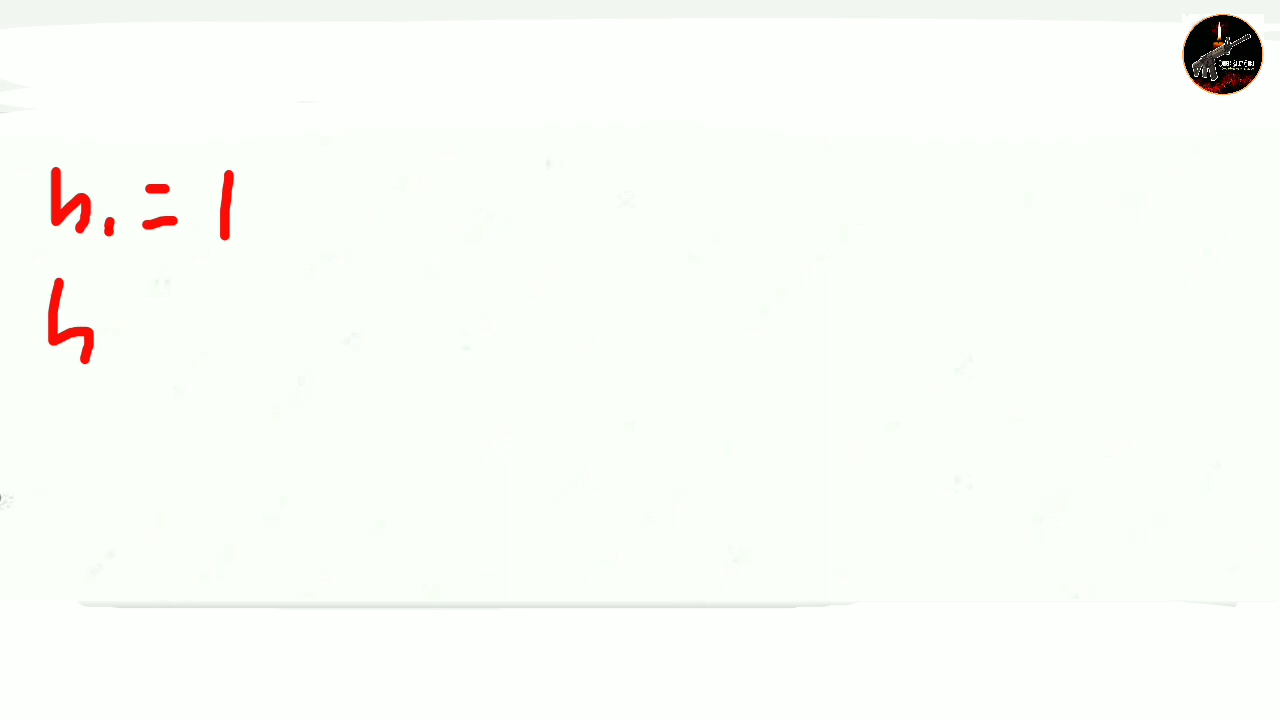 h₁ = 1
h